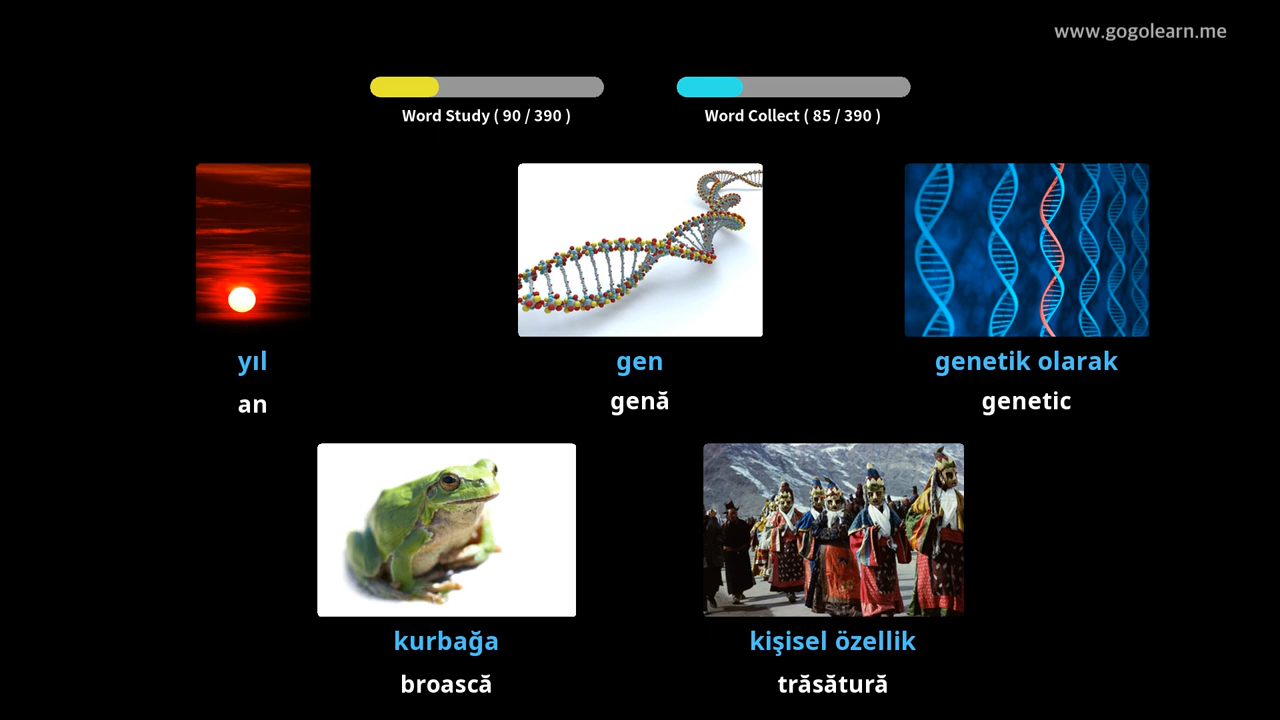 www.gogolearn.me
Word Study ( 90 / 390 )
Word Collect ( 85 / 390 )
yıl
an
gen
genă
genetik olarak
genetic
kurbağa
broască
kişisel özellik
trăsătură